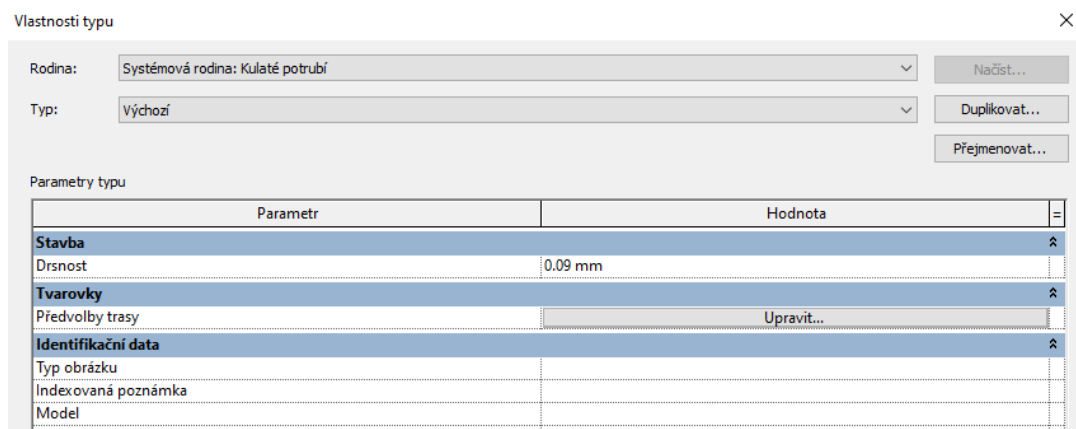 Vlastnosti typu
Rodina: Systémová rodina: Kulaté potrubí Načíst...
Typ: Výchozí Duplikovat...
Přejmenovat...
Parametry typu
Parametr Hodnota =
Stavba
Drsnost 0.09 mm
Tvarovky
Předvolby trasy Upravit...
Identifikační data
Typ obrázku
Indexovaná poznámka
Model